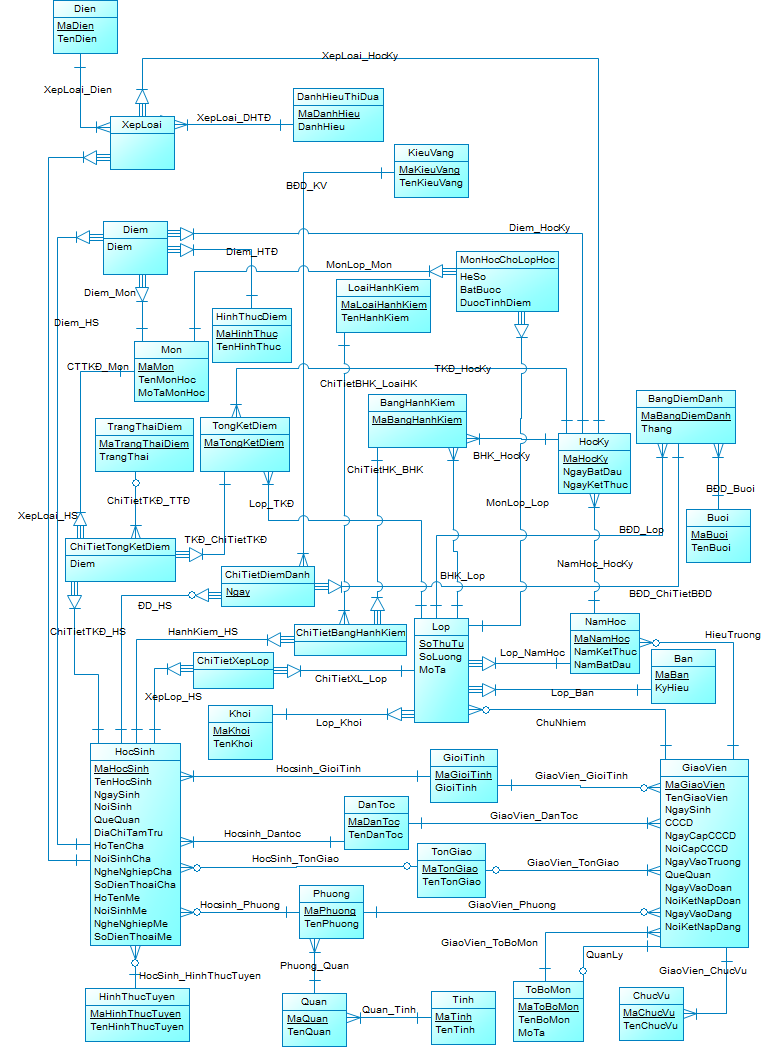 Dien
MaDien
TenDien
XepLoai_HocKy
XepLoai_Dien
DanhHieuThiDua
MaDanhHieu
DanhHieu
XepLoai_DHTĐ
XepLoai
KieuVang
MaKieuVang
TenKieuVang
BĐD_KV
Diem
Diem
Diem_HocKy
Diem_HTĐ
MonHocChoLopHoc
HeSo
BatBuoc
DuocTinhDiem
MonLop_Mon
LoaiHanhKiem
MaLoaiHanhKiem
TenHanhKiem
Diem_Mon
HinhThucDiem
MaHinhThuc
TenHinhThuc
Diem_HS
Mon
MaMon
TenMonHoc
MoTaMonHoc
CTTKĐ_Mon
TKĐ_HocKy
ChiTietBHK_LoaiHK
BangHanhKiem
MaBangHanhKiem
BangDiemDanh
MaBangDiemDanh
Thang
TrangThaiDiem
MaTrangThaiDiem
TrangThai
TongKetDiem
MaTongKetDiem
HocKy
MaHocKy
NgayBatDau
NgayKetThuc
BHK_HocKy
ChiTietHK_BHK
ChiTietTKĐ_TTĐ
Lop_TKĐ
MonLop_Lop
BĐD_Buoi
XepLoai_HS
Buoi
MaBuoi
TenBuoi
BĐD_Lop
TKĐ_ChiTietTKĐ
ChiTietTongKetDiem
Diem
NamHoc_HocKy
ChiTietDiemDanh
Ngay
BHK_Lop
BĐD_ChiTietBĐD
ĐD_HS
ChiTietTKĐ_HS
HanhKiem_HS
ChiTietBangHanhKiem
Lop
SoThuTu
SoLuong
MoTa
NamHoc
MaNamHoc
NamKetThuc
NamBatDau
HieuTruong
Lop_NamHoc
ChiTietXepLop
ChiTietXL_Lop
Ban
MaBan
KyHieu
Lop_Ban
XepLop_HS
Khoi
MaKhoi
TenKhoi
Lop_Khoi
ChuNhiem
HocSinh
MaHocSinh
TenHocSinh
NgaySinh
NoiSinh
QueQuan
DiaChiTamTru
HoTenCha
NoiSinhCha
NgheNghiepCha
SoDienThoaiCha
HoTenMe
NoiSinhMe
NgheNghiepMe
SoDienThoaiMe
Hocsinh_GioiTinh
GioiTinh
MaGioiTinh
GioiTinh
GiaoVien_GioiTinh
GiaoVien
MaGiaoVien
TenGiaoVien
NgaySinh
CCCD
NgayCapCCCD
NoiCapCCCD
NgayVaoTruong
QueQuan
NgayVaoDoan
NoiKetNapDoan
NgayVaoDang
NoiKetNapDang
DanToc
MaDanToc
TenDanToc
Hocsinh_Dantoc
GiaoVien_DanToc
TonGiao
MaTonGiao
TenTonGiao
HocSinh_TonGiao
GiaoVien_TonGiao
Phuong
MaPhuong
TenPhuong
Hocsinh_Phuong
GiaoVien_Phuong
GiaoVien_ToBoMon
QuanLy
Phuong_Quan
HocSinh_HinhThucTuyen
GiaoVien_ChucVu
HinhThucTuyen
MaHinhThucTuyen
TenHinhThucTuyen
Quan
MaQuan
TenQuan
Quan_Tinh
Tinh
MaTinh
TenTinh
ToBoMon
MaToBoMon
TenBoMon
MoTa
ChucVu
MaChucVu
TenChucVu